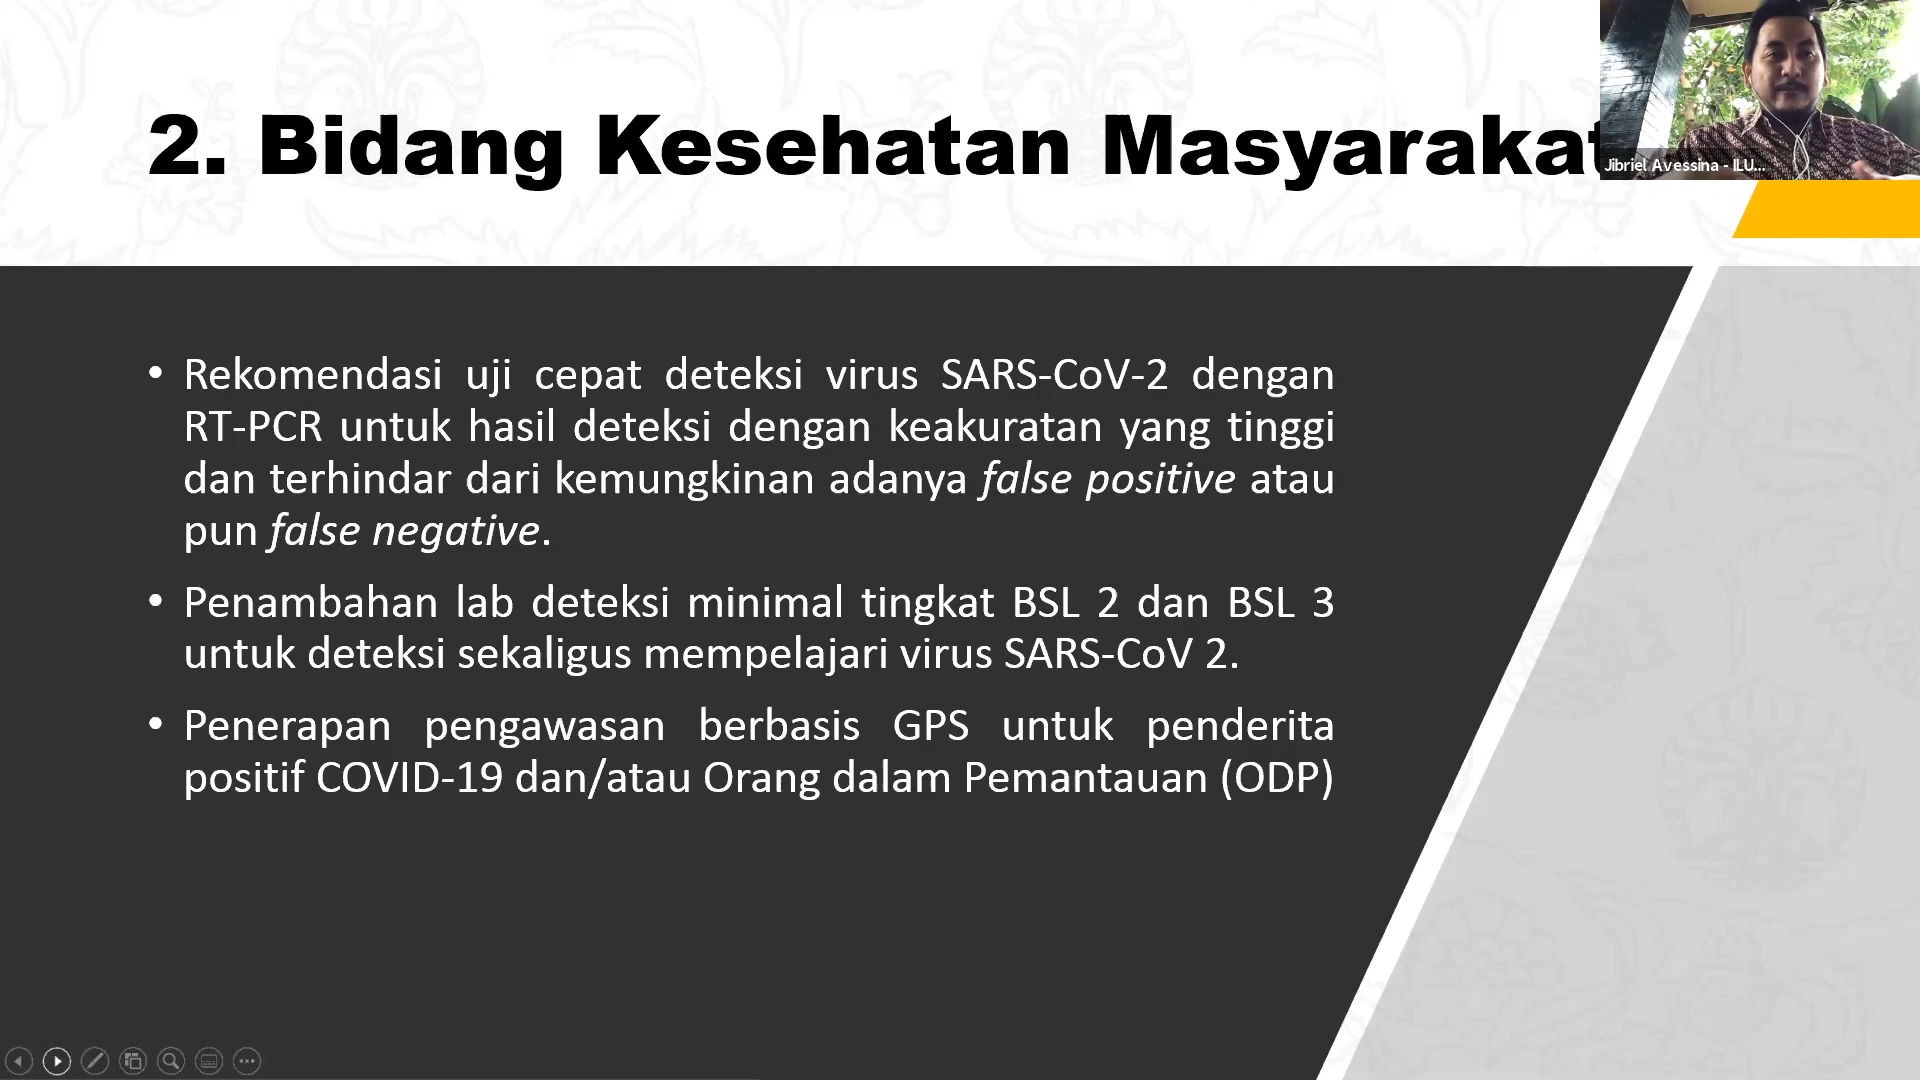 2. Bidang Kesehatan Masyarakat
Jibriel Avessina - ILU...
• Rekomendasi uji cepat deteksi virus SARS-CoV-2 dengan
RT-PCR untuk hasil deteksi dengan keakuratan yang tinggi
dan terhindar dari kemungkinan adanya false positive atau
pun false negative.
• Penambahan lab deteksi minimal tingkat BSL 2 dan BSL 3
untuk deteksi sekaligus mempelajari virus SARS-CoV 2.
• Penerapan pengawasan berbasis GPS untuk penderita
positif COVID-19 dan/atau Orang dalam Pemantauan (ODP)